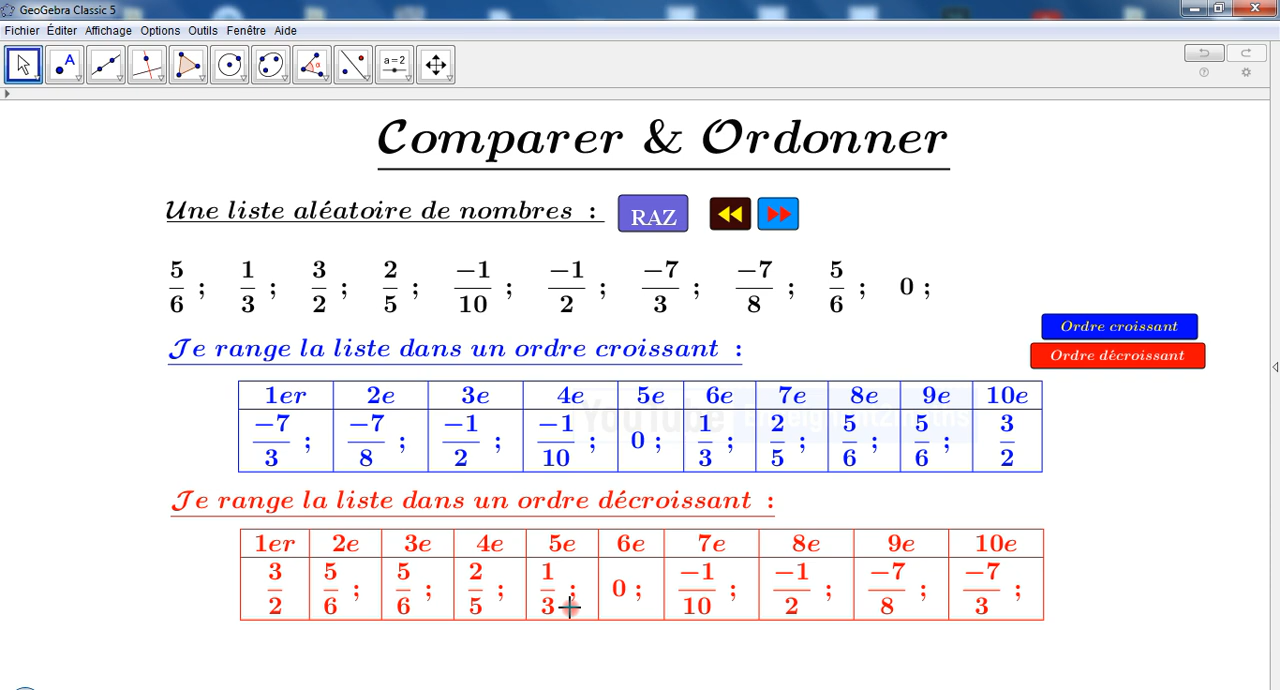 GeoGebra Classic 5
Fichier Éditer Affichage Options Outils Fenêtre Aide
A a=2 α
Comparer & Ordonner
Une liste aléatoire de nombres : RAZ
5/6 ; 1/3 ; 3/2 ; 2/5 ; −1/10 ; −1/2 ; −7/3 ; −7/8 ; 5/6 ; 0 ;
Ordre croissant
Je range la liste dans un ordre croissant :
Ordre décroissant
1er 2e 3e 4e 5e 6e 7e 8e 9e 10e
−7/3 ; −7/8 ; −1/2 ; −1/10 ; 0 ; 1/3 ; 2/5 ; 5/6 ; 5/6 ; 3/2
YouTube
Je range la liste dans un ordre décroissant :
1er 2e 3e 4e 5e 6e 7e 8e 9e 10e
3/2 5/6 ; 5/6 ; 2/5 ; 1/3 ; 0 ; −1/10 ; −1/2 ; −7/8 ; −7/3 ;